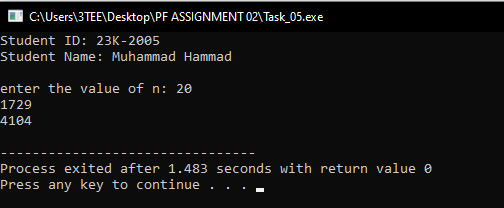 C:\Users\3TEE\Desktop\PF ASSIGNMENT 02\Task_05.exe
Student ID: 23K-2005
Student Name: Muhammad Hammad
enter the value of n: 20
1729
4104
--------------------------------
Process exited after 1.483 seconds with return value 0
Press any key to continue . . .